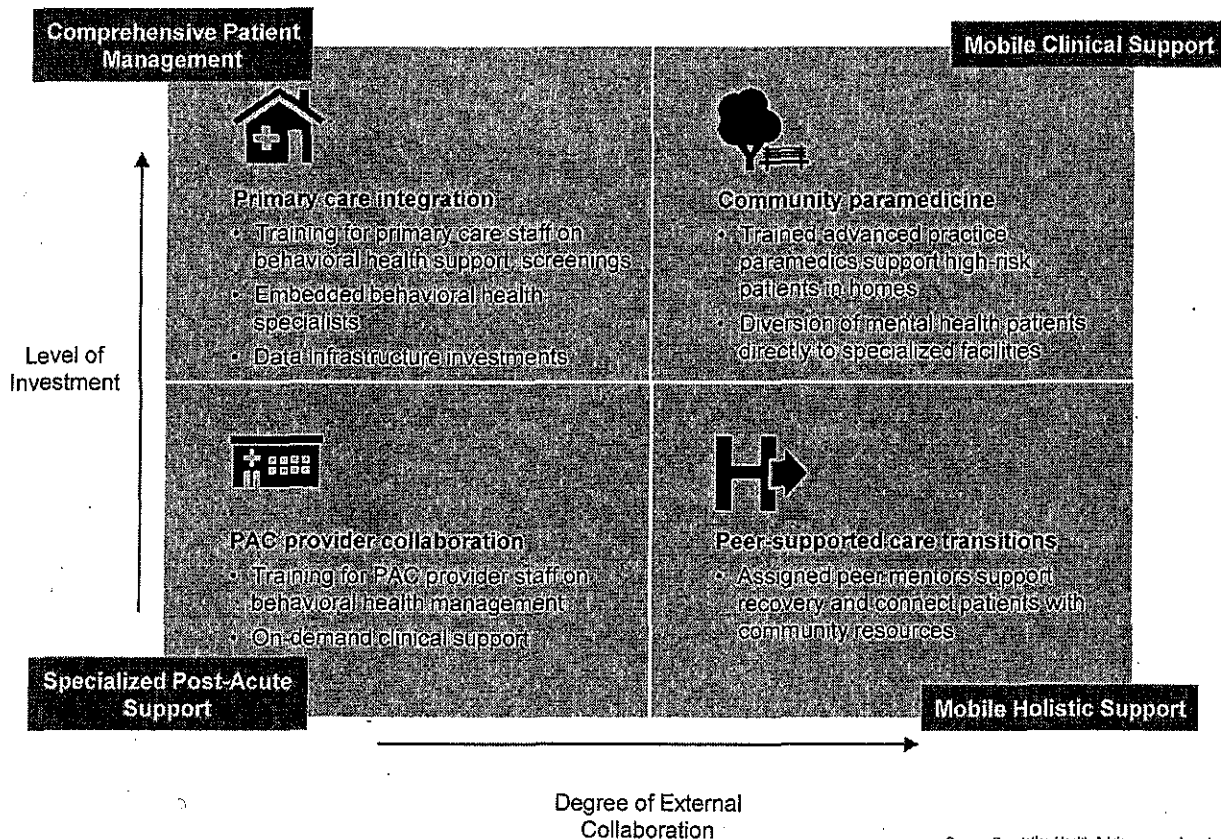 Comprehensive Patient
Management
Mobile Clinical Support
Primary care integration
• Training for primary care staff on
behavioral health support, screenings
• Embedded behavioral health
specialists
• Data infrastructure investments
Community paramedicine
• Trained advanced practice
paramedics support high-risk
patients in homes
• Diversion of mental health patients
directly to specialized facilities
Level of
Investment
PAC provider collaboration
• Training for PAC provider staff on
behavioral health management
• On-demand clinical support
Peer-supported care transitions
• Assigned peer mentors support
recovery and connect patients with
community resources
Specialized Post-Acute
Support
Mobile Holistic Support
Degree of External
Collaboration